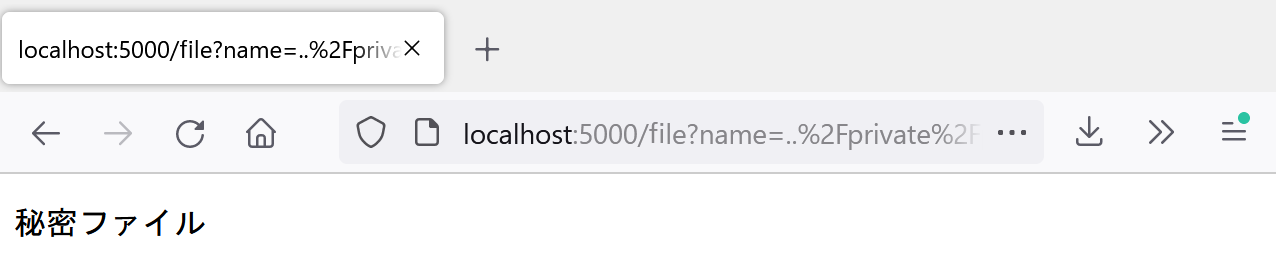 localhost:5000/file?name=..%2Fpriva
localhost:5000/file?name=..%2Fprivate%2F
秘密ファイル